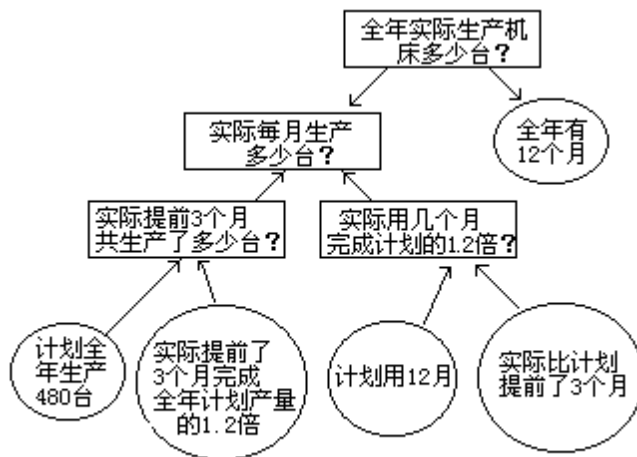 全年实际生产机
床多少台？
实际每月生产
多少台？
全年有
12个月
实际提前3个月
共生产了多少台？
实际用几个月
完成计划的1.2倍？
计划全
年生产
480台
实际提前了
3个月完成
全年计划产量
的1.2倍
计划用12月
实际比计划
提前了3个月